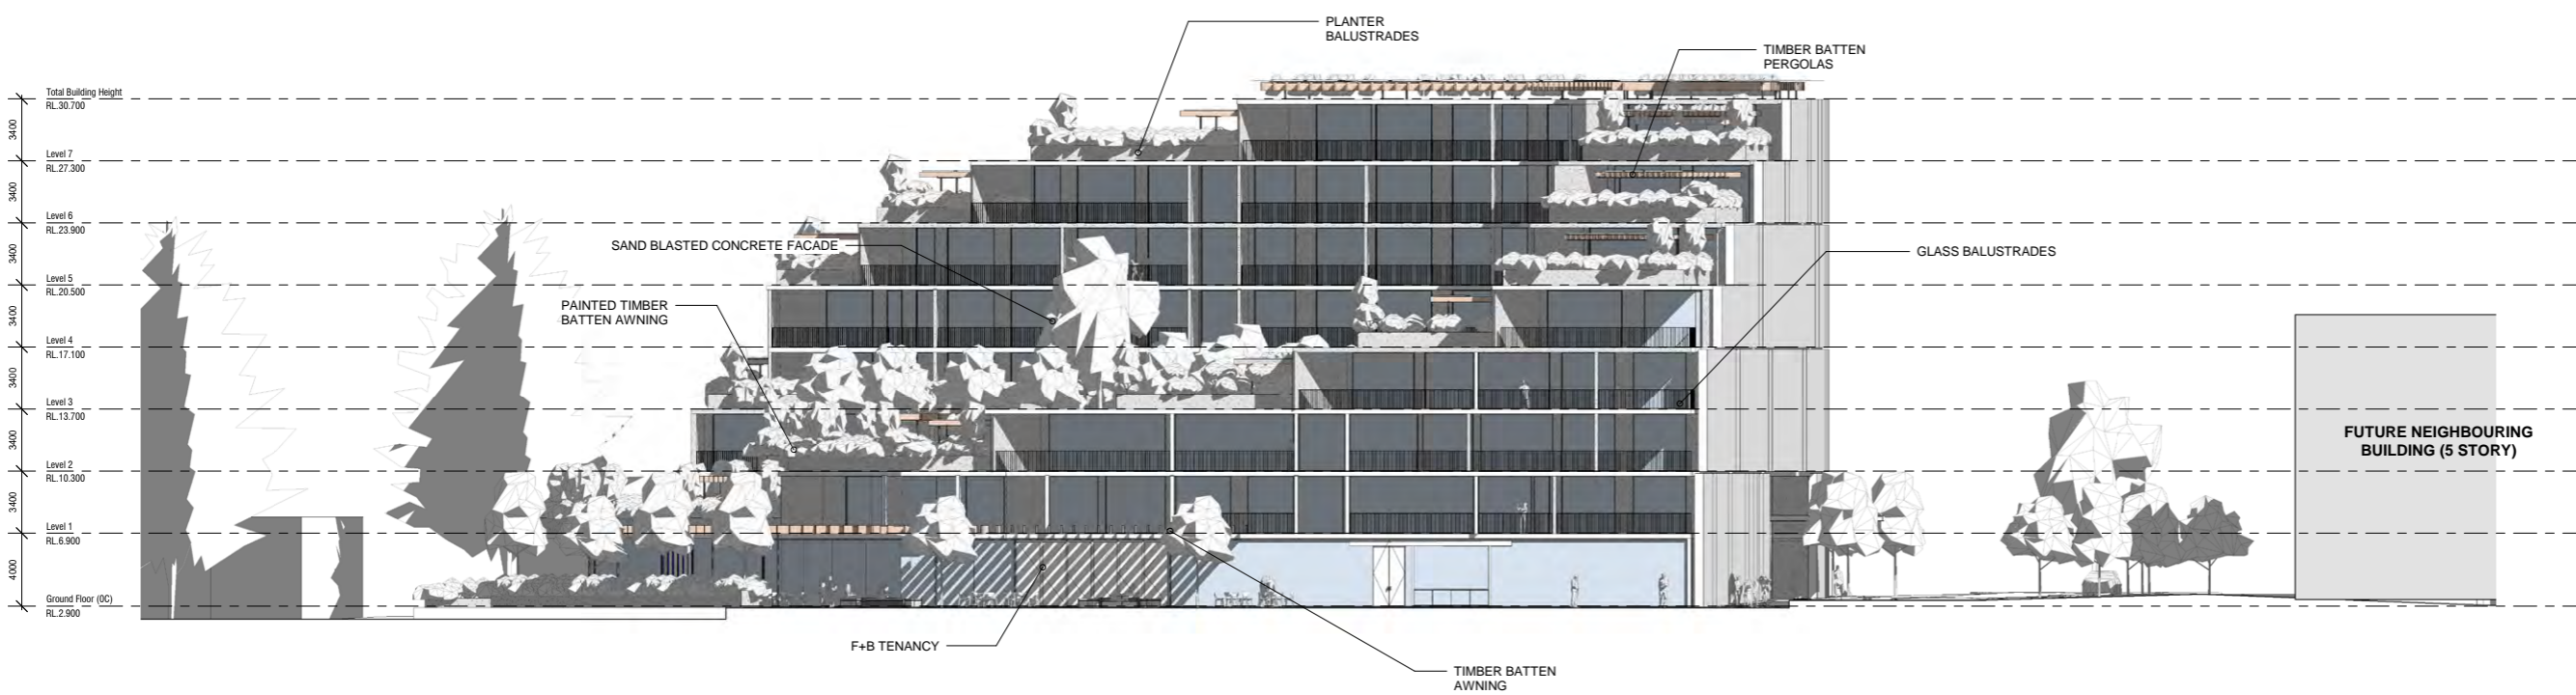 PLANTER
BALUSTRADES
TIMBER BATTEN
PERGOLAS
Total Building Height
RL.30.700
3400
Level 7
RL.27.300
3400
Level 6
RL.23.900
SAND BLASTED CONCRETE FACADE
GLASS BALUSTRADES
3400
Level 5
RL.20.500
PAINTED TIMBER
BATTEN AWNING
3400
Level 4
RL.17.100
3400
Level 3
RL.13.700
FUTURE NEIGHBOURING
BUILDING (5 STORY)
3400
Level 2
RL.10.300
3400
Level 1
RL.6.900
4000
Ground Floor (0C)
RL.2.900
F+B TENANCY
TIMBER BATTEN
AWNING